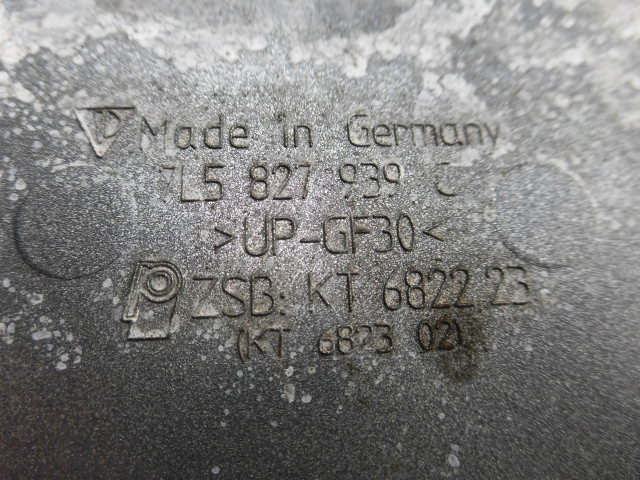 Made in Germany
7L5 827 939 C
>UP-GF30<
ZSB: KT 6822 23
(KT 6823 02)